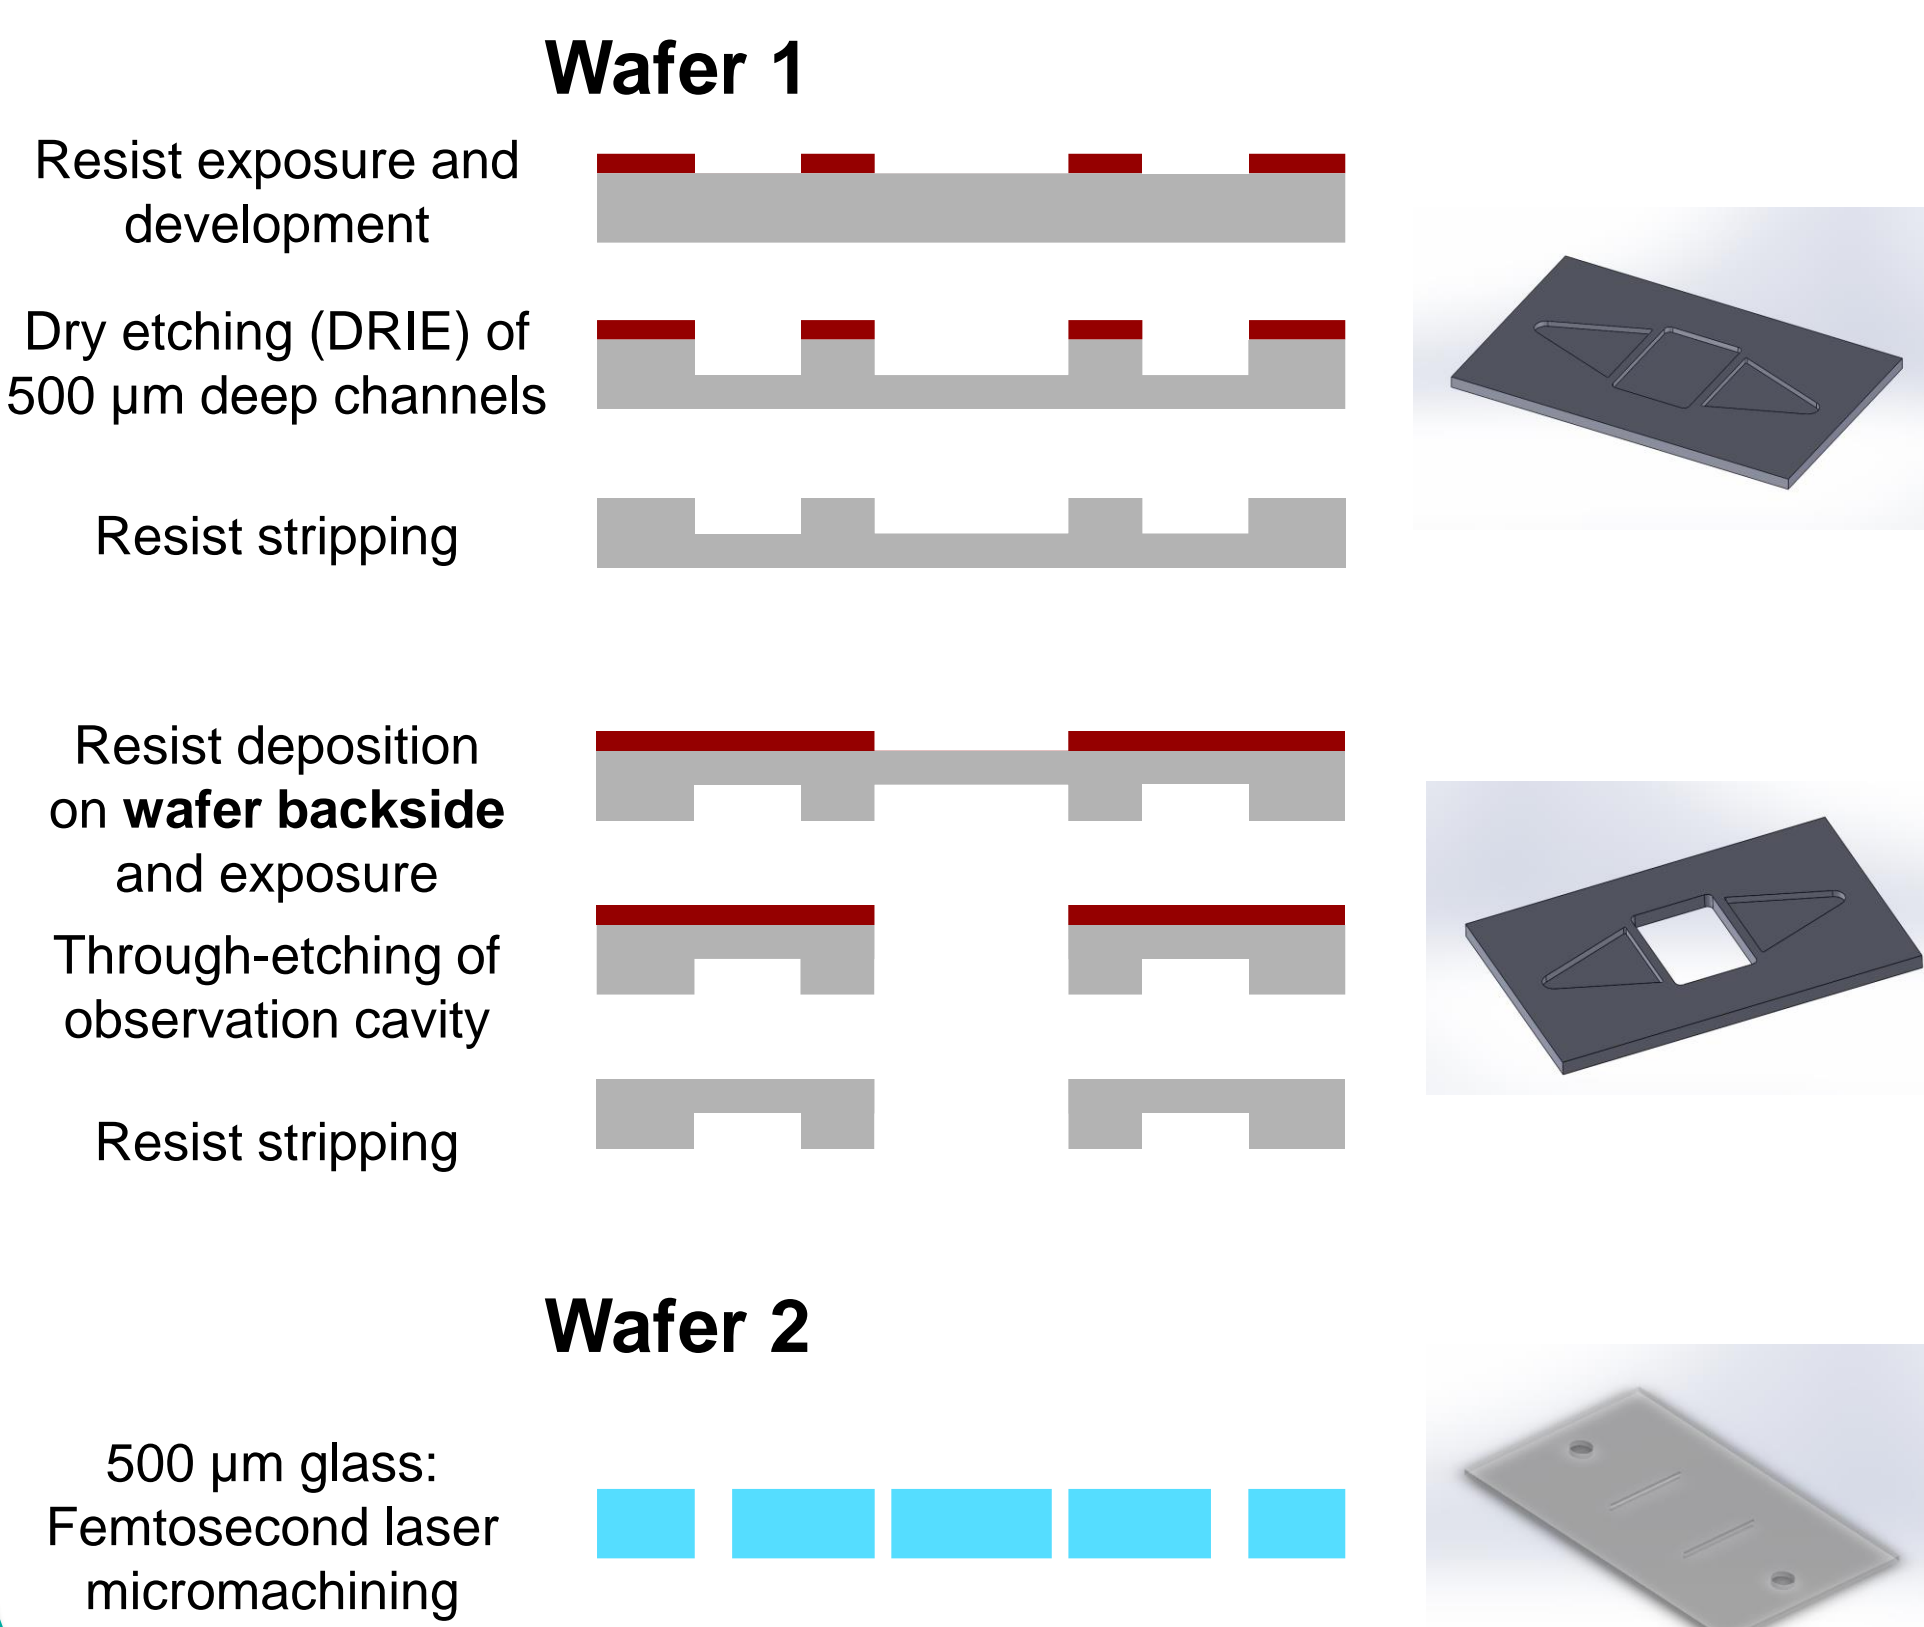 Wafer 1
Resist exposure and
development
Dry etching (DRIE) of
500 µm deep channels
Resist stripping
Resist deposition
on wafer backside
and exposure
Through-etching of
observation cavity
Resist stripping
Wafer 2
500 µm glass:
Femtosecond laser
micromachining